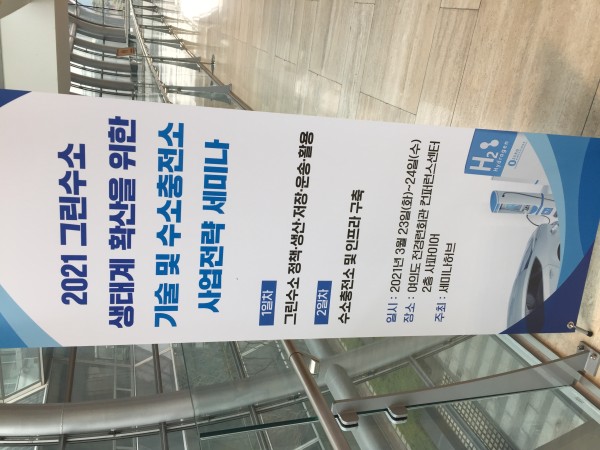 2021 그린수소
생태계 확산을 위한
기술 및 수소충전소
사업전략 세미나
1일차
그린수소 정책·생산·저장·운송·활용
2일차
수소충전소 및 인프라 구축
일시 : 2021년 3월 23일(화)~24일(수)
장소 : 여의도 전경련회관 컨퍼런스센터
2층 사파이어
주최 : 세미나허브
H2
Hydrogen